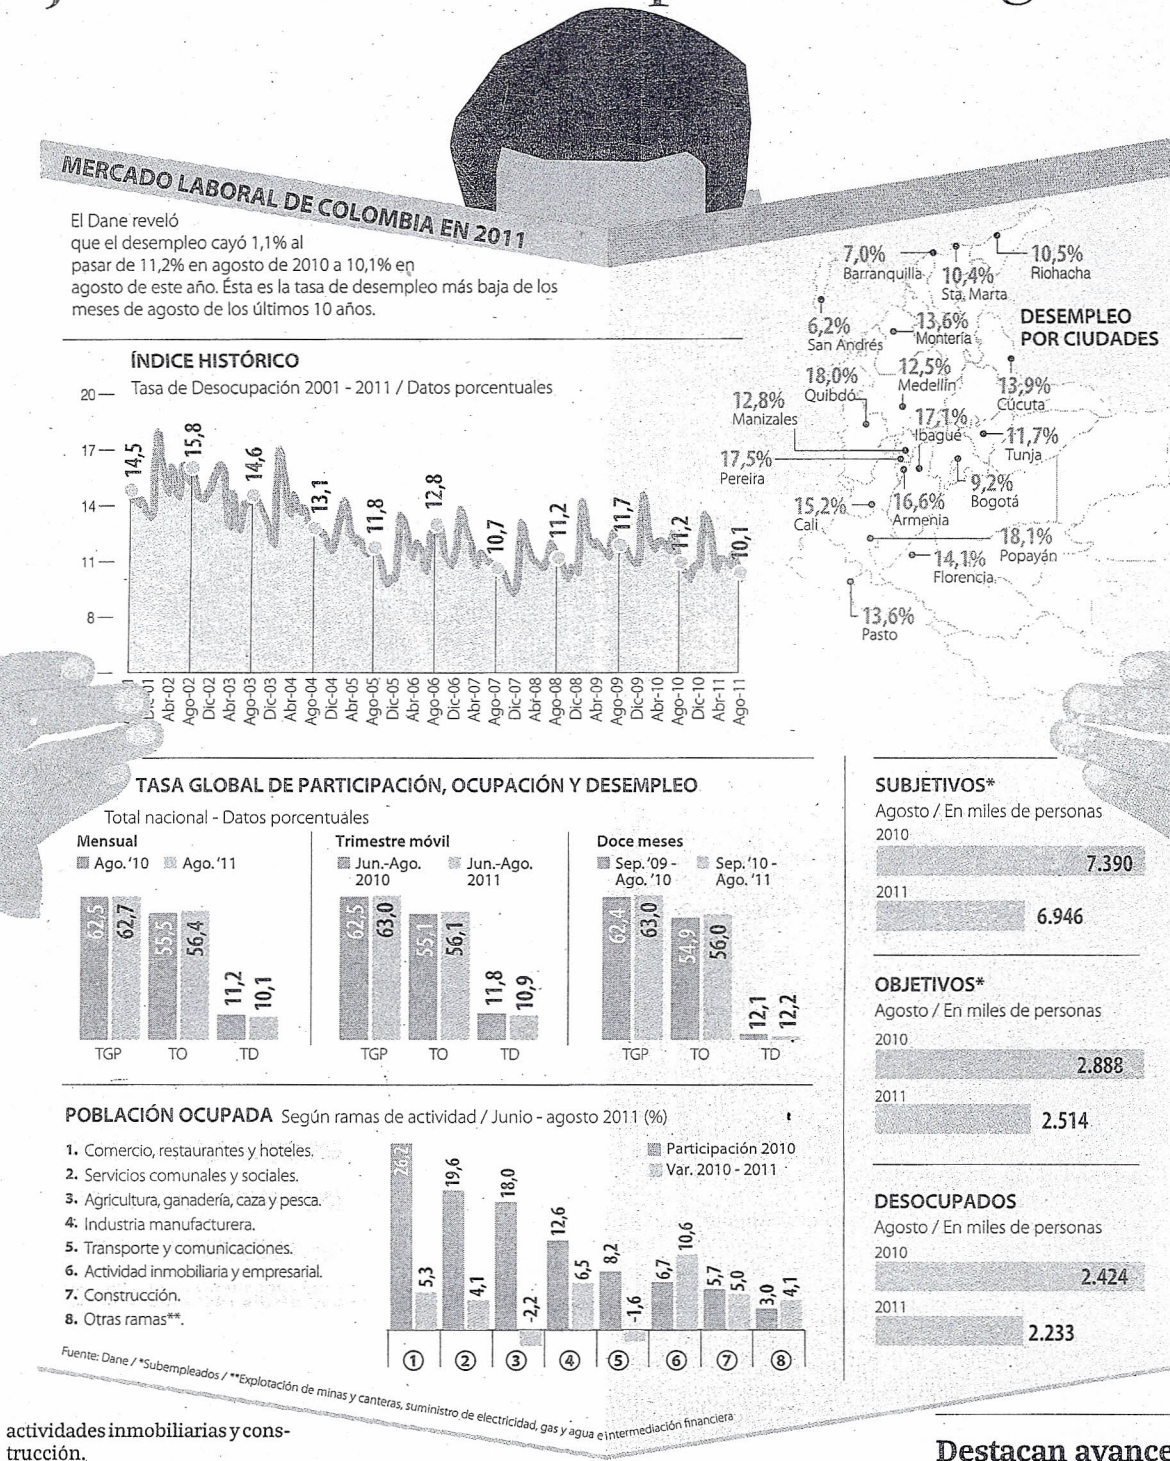 MERCADO LABORAL DE COLOMBIA EN 2011
El Dane reveló
que el desempleo cayó 1,1% al
pasar de 11,2% en agosto de 2010 a 10,1% en
agosto de este año. Ésta es la tasa de desempleo más baja de los
meses de agosto de los últimos 10 años.
ÍNDICE HISTÓRICO
Tasa de Desocupación 2001 - 2011 / Datos porcentuales
20
17
14
11
8
14,5
15,8
14,6
13,1
11,8
12,8
10,7
11,2
11,7
11,2
10,1
Abr-02
Ago-02
Dic-02
Abr-03
Ago-03
Dic-03
Abr-04
Ago-04
Dic-04
Abr-05
Ago-05
Dic-05
Abr-06
Ago-06
Dic-06
Abr-07
Ago-07
Dic-07
Abr-08
Ago-08
Dic-08
Abr-09
Ago-09
Dic-09
Abr-10
Ago-10
Dic-10
Abr-11
Ago-11
DESEMPLEO
POR CIUDADES
7,0%
Barranquilla
10,4%
Sta. Marta
10,5%
Riohacha
6,2%
San Andrés
13,6%
Montería
18,0%
Quibdó
12,5%
Medellín
13,9%
Cúcuta
12,8%
Manizales
17,1%
Ibagué
11,7%
Tunja
17,5%
Pereira
9,2%
Bogotá
15,2%
Cali
16,6%
Armenia
18,1%
Popayán
14,1%
Florencia
13,6%
Pasto
TASA GLOBAL DE PARTICIPACIÓN, OCUPACIÓN Y DESEMPLEO
Total nacional - Datos porcentuales
Mensual
Ago. '10 Ago. '11
62,5
62,7
55,5
56,4
11,2
10,1
TGP TO TD
Trimestre móvil
Jun.-Ago. 2010
Jun.-Ago. 2011
62,5
63,0
55,1
56,1
11,8
10,9
TGP TO TD
Doce meses
Sep. '09 - Ago. '10
Sep. '10 - Ago. '11
62,4
63,0
54,9
56,0
12,1
12,2
TGP TO TD
POBLACIÓN OCUPADA Según ramas de actividad / Junio - agosto 2011 (%)
1. Comercio, restaurantes y hoteles.
2. Servicios comunales y sociales.
3. Agricultura, ganadería, caza y pesca.
4. Industria manufacturera.
5. Transporte y comunicaciones.
6. Actividad inmobiliaria y empresarial.
7. Construcción.
8. Otras ramas**.
Participación 2010
Var. 2010 - 2011
26,2
5,3
19,6
4,1
18,0
-2,2
12,6
6,5
8,2
-1,6
6,7
10,6
5,7
5,0
3,0
4,1
1 2 3 4 5 6 7 8
SUBJETIVOS*
Agosto / En miles de personas
2010
7.390
2011
6.946
OBJETIVOS*
Agosto / En miles de personas
2010
2.888
2011
2.514
DESOCUPADOS
Agosto / En miles de personas
2010
2.424
2011
2.233
Fuente: Dane / *Subempleados / **Explotación de minas y canteras, suministro de electricidad, gas y agua e intermediación financiera
actividades inmobiliarias y cons-
trucción.
Destacan avance